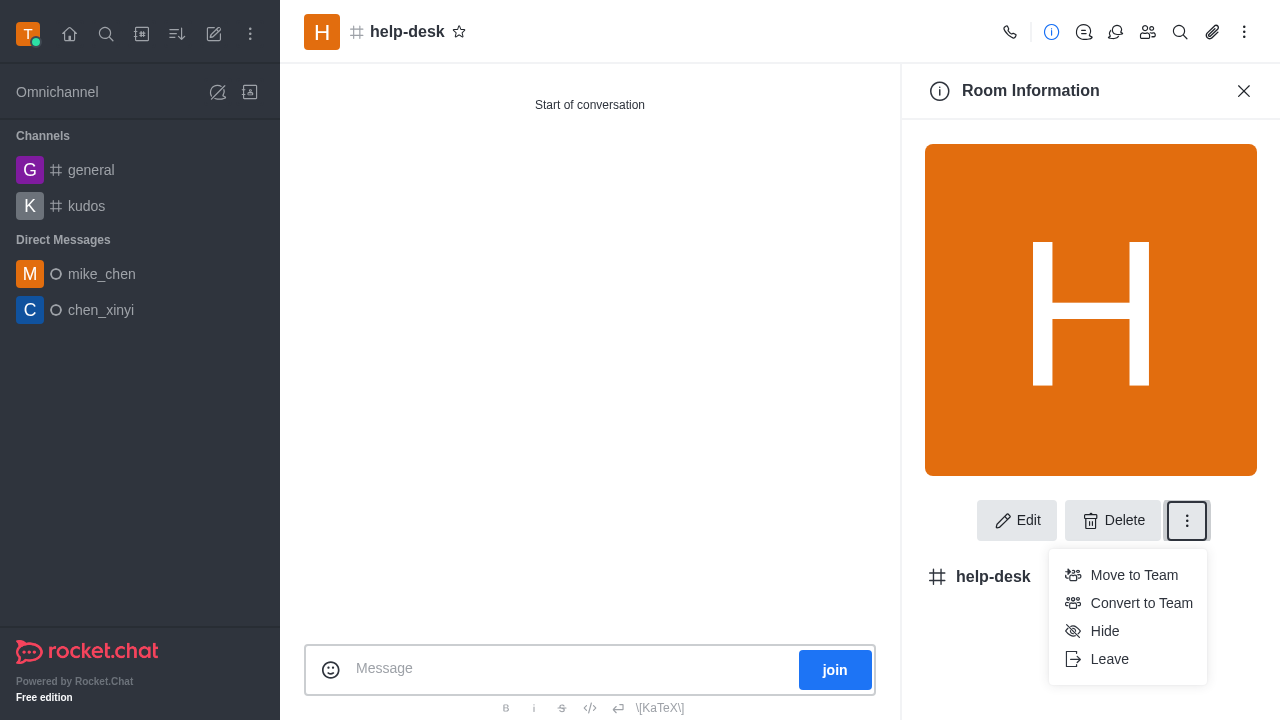 T
H
help-desk
Room Information
Omnichannel
Start of conversation
Channels
G
general
K
kudos
Direct Messages
M
mike_chen
C
chen_xinyi
H
Edit
Delete
help-desk
Move to Team
Convert to Team
Hide
Leave
Message
join
B
i
S
\[KaTeX\]
rocket.chat
Powered by Rocket.Chat
Free edition